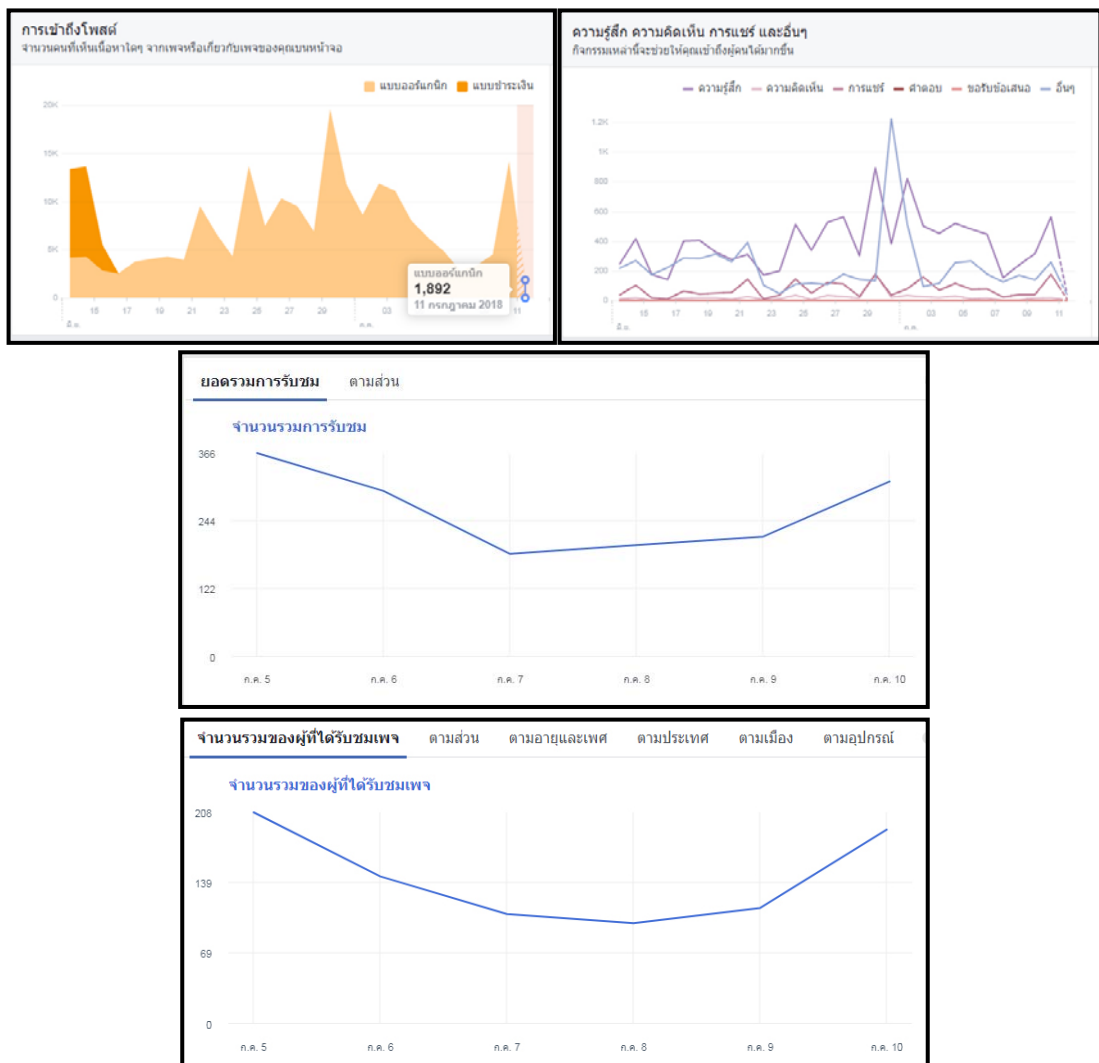 การเข้าถึงโพสต์
จำนวนคนที่เห็นเนื้อหาใดๆ จากเพจหรือเกี่ยวกับเพจของคุณบนหน้าจอ
แบบออร์แกนิก แบบชำระเงิน
20K
15K
10K
5K
0
15 17 19 21 23 25 27 29 03 11
มิ.ย. ก.ค.
แบบออร์แกนิก
1,892
11 กรกฎาคม 2018
ความรู้สึก ความคิดเห็น การแชร์ และอื่นๆ
กิจกรรมเหล่านี้จะช่วยให้คุณเข้าถึงผู้คนได้มากขึ้น
ความรู้สึก ความคิดเห็น การแชร์ คำตอบ ขอรับข้อเสนอ อื่นๆ
1.2K
1K
800
600
400
200
0
15 17 19 21 23 25 27 29 03 05 07 09 11
มิ.ย. ก.ค.
ยอดรวมการรับชม ตามส่วน
จำนวนรวมการรับชม
366
244
122
0
ก.ค. 5 ก.ค. 6 ก.ค. 7 ก.ค. 8 ก.ค. 9 ก.ค. 10
จำนวนรวมของผู้ที่ได้รับชมเพจ ตามส่วน ตามอายุและเพศ ตามประเทศ ตามเมือง ตามอุปกรณ์
จำนวนรวมของผู้ที่ได้รับชมเพจ
208
139
69
0
ก.ค. 5 ก.ค. 6 ก.ค. 7 ก.ค. 8 ก.ค. 9 ก.ค. 10